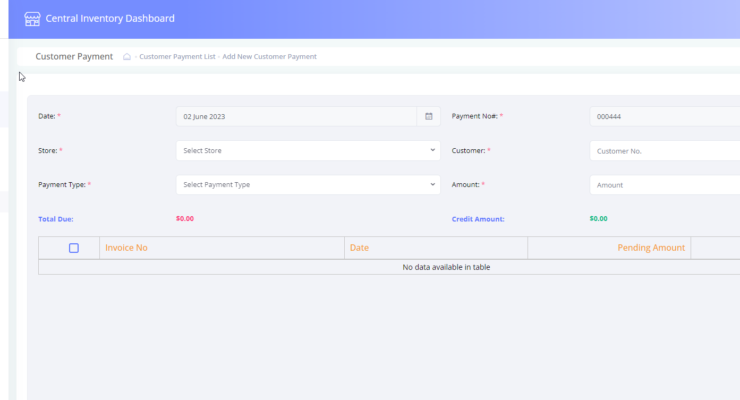 Central Inventory Dashboard
Customer Payment - Customer Payment List - Add New Customer Payment
Date: * 02 June 2023 Payment No#: * 000444
Store: * Select Store Customer: * Customer No.
Payment Type: * Select Payment Type Amount: * Amount
Total Due: $0.00 Credit Amount: $0.00
Invoice No Date Pending Amount
No data available in table